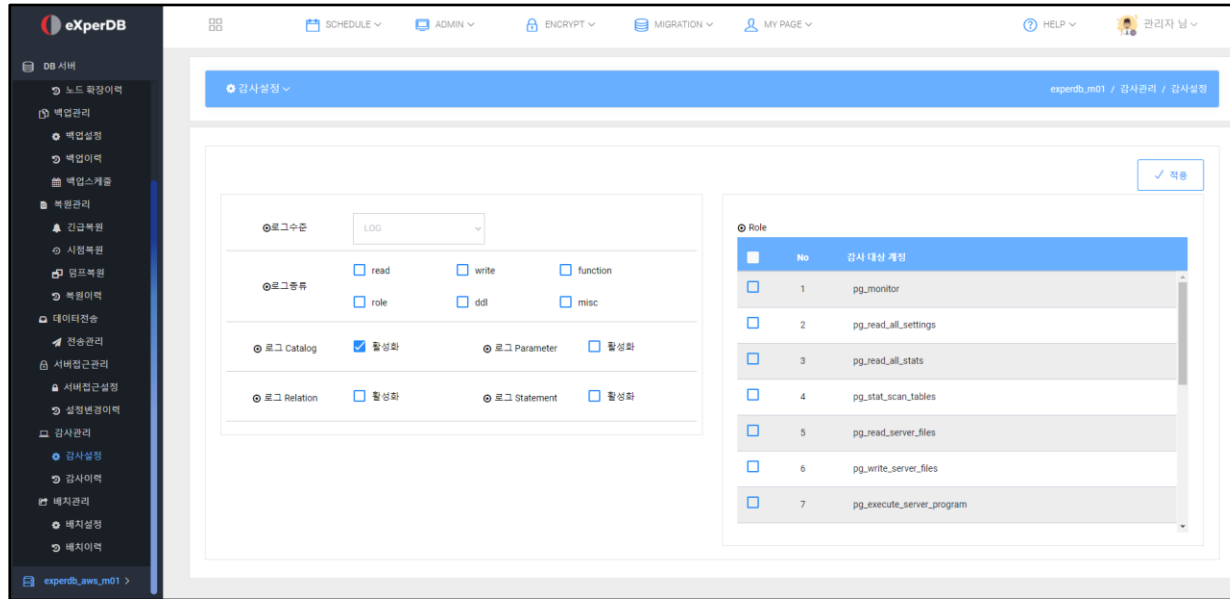 eXperDB
SCHEDULE
ADMIN
ENCRYPT
MIGRATION
MY PAGE
HELP
관리자 님
DB 서버
노드 확장이력
백업관리
백업설정
백업이력
백업스케줄
복원관리
긴급복원
시점복원
덤프복원
복원이력
데이터전송
전송관리
서버접근관리
서버접근설정
설정변경이력
감사관리
감사설정
감사이력
배치관리
배치설정
배치이력
experdb_aws_m01 >
감사설정
experdb_m01 / 감사관리 / 감사설정
적용
로그수준
LOG
로그종류
read write function
role ddl misc
로그 Catalog 활성화 로그 Parameter 활성화
로그 Relation 활성화 로그 Statement 활성화
Role
No 감사 대상 계정
1 pg_monitor
2 pg_read_all_settings
3 pg_read_all_stats
4 pg_stat_scan_tables
5 pg_read_server_files
6 pg_write_server_files
7 pg_execute_server_program